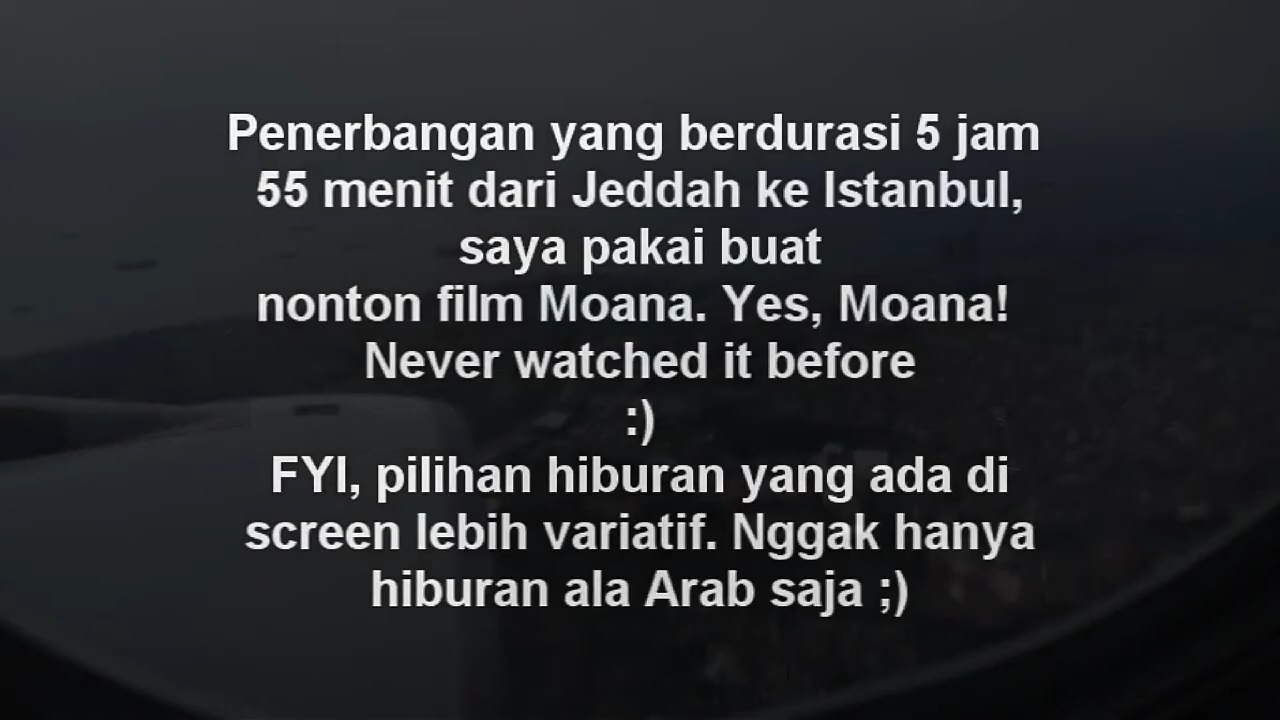 Penerbangan yang berdurasi 5 jam
55 menit dari Jeddah ke Istanbul,
saya pakai buat
nonton film Moana. Yes, Moana!
Never watched it before
:)
FYI, pilihan hiburan yang ada di
screen lebih variatif. Nggak hanya
hiburan ala Arab saja ;)